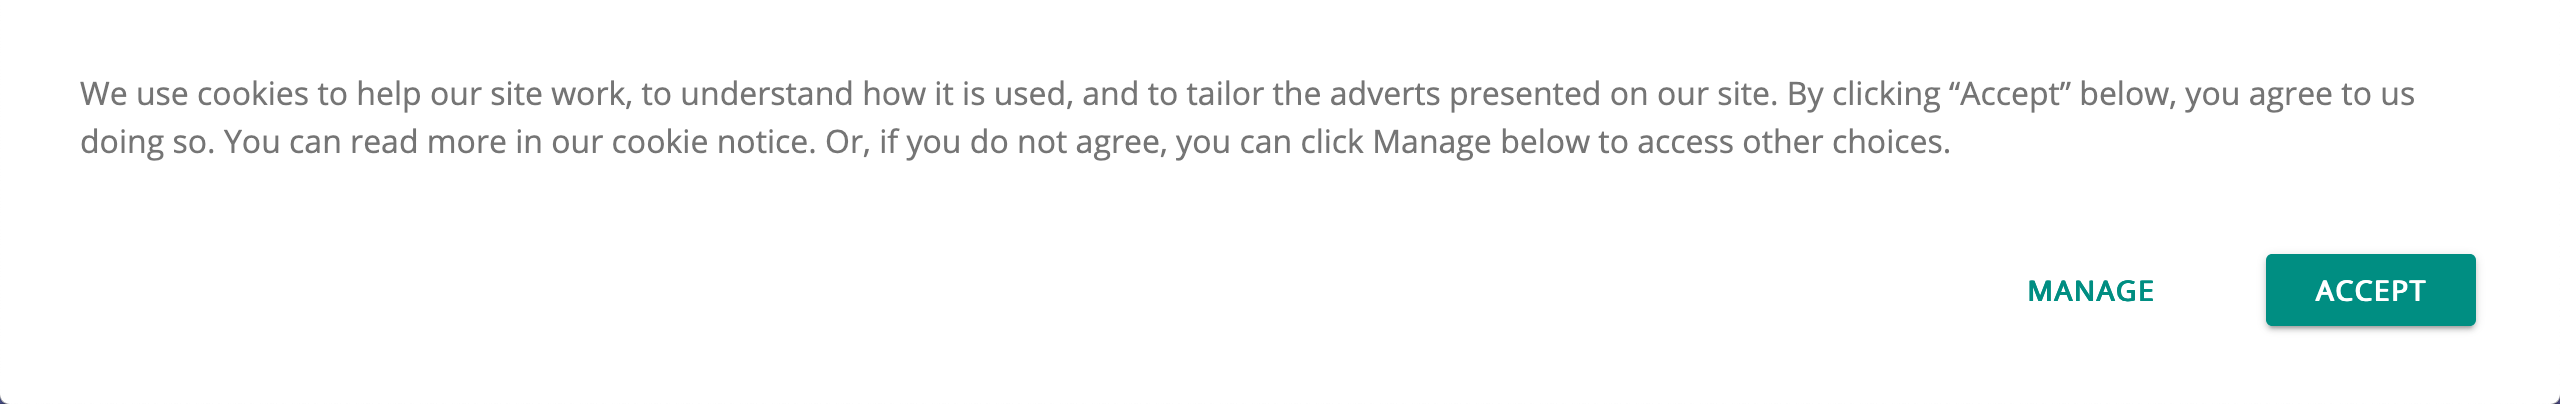 We use cookies to help our site work, to understand how it is used, and to tailor the adverts presented on our site. By clicking “Accept” below, you agree to us
doing so. You can read more in our cookie notice. Or, if you do not agree, you can click Manage below to access other choices.
MANAGE ACCEPT